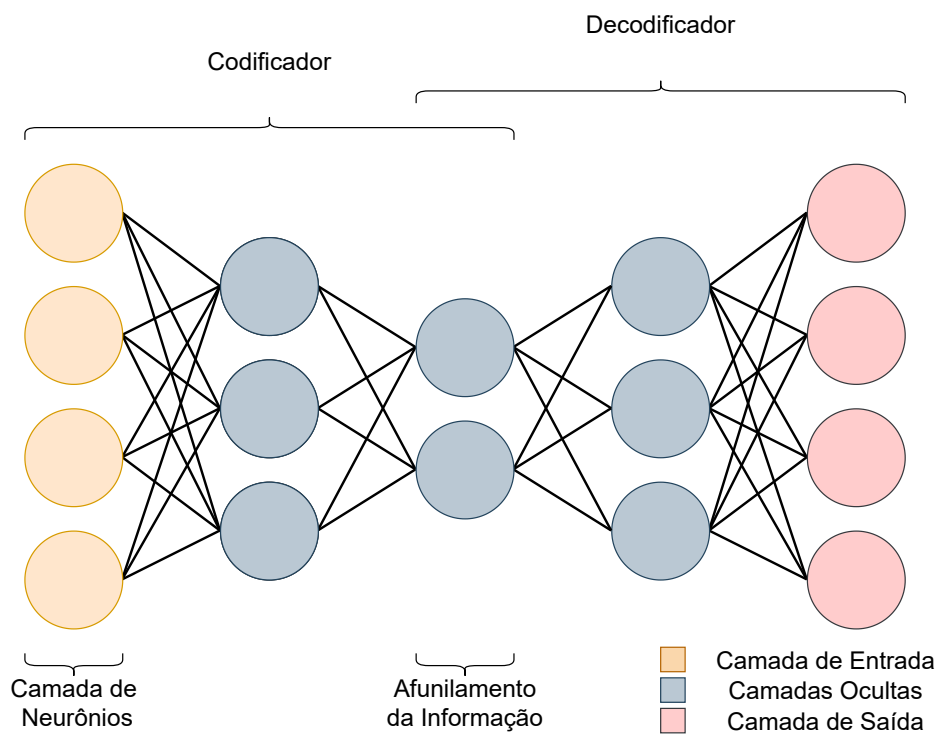 Decodificador
Codificador
Camada de
Neurônios
Afunilamento
da Informação
Camada de Entrada
Camadas Ocultas
Camada de Saída